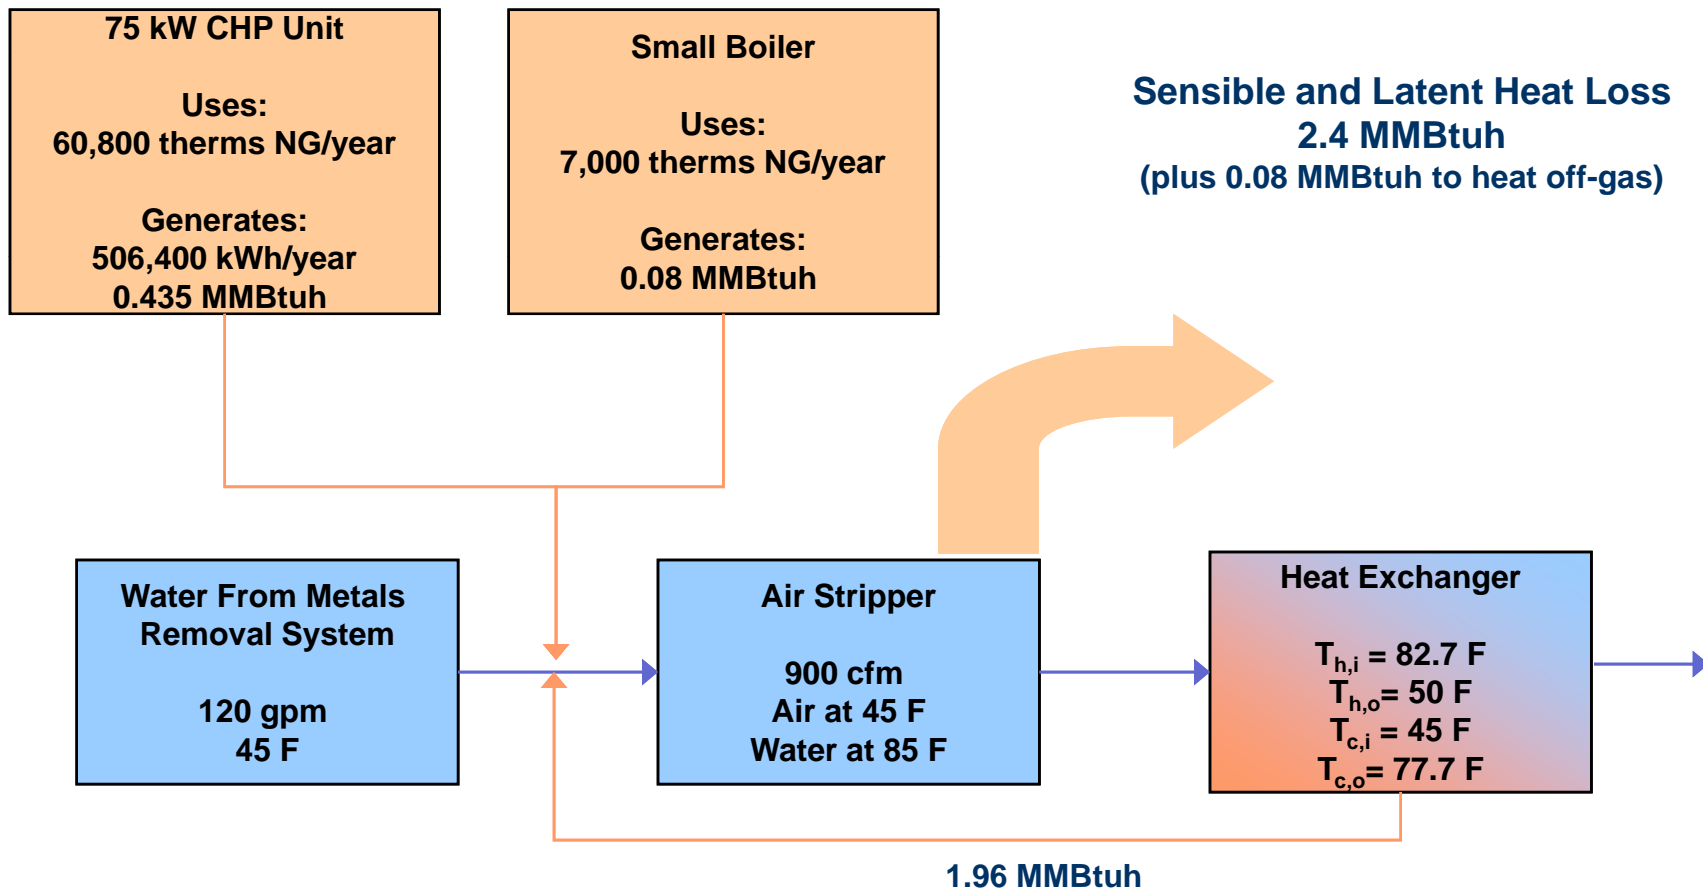 75 kW CHP Unit
Uses:
60,800 therms NG/year
Generates:
506,400 kWh/year
0.435 MMBtuh
Small Boiler
Uses:
7,000 therms NG/year
Generates:
0.08 MMBtuh
Sensible and Latent Heat Loss
2.4 MMBtuh
(plus 0.08 MMBtuh to heat off-gas)
Water From Metals
Removal System
120 gpm
45 F
Air Stripper
900 cfm
Air at 45 F
Water at 85 F
Heat Exchanger
Th,i = 82.7 F
Th,o= 50 F
Tc,i = 45 F
Tc,o= 77.7 F
1.96 MMBtuh